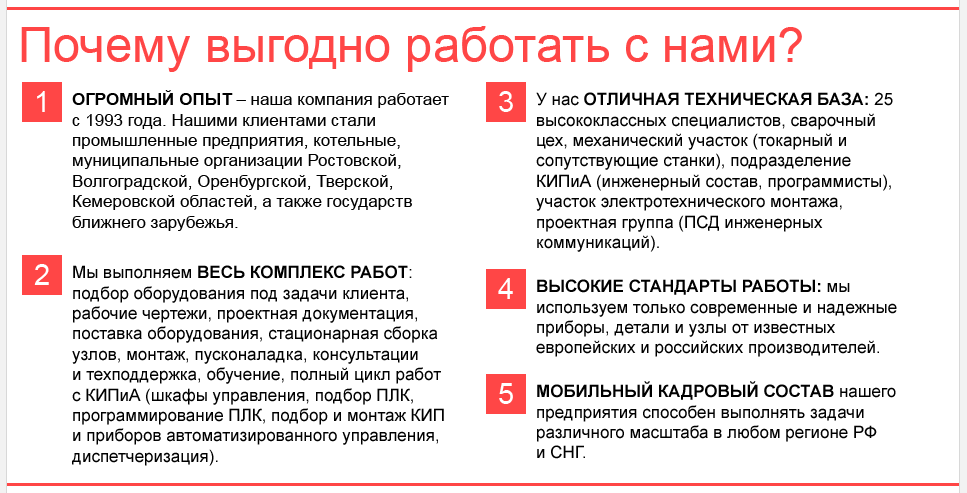 Почему выгодно работать с нами?
1
ОГРОМНЫЙ ОПЫТ – наша компания работает
с 1993 года. Нашими клиентами стали
промышленные предприятия, котельные,
муниципальные организации Ростовской,
Волгоградской, Оренбургской, Тверской,
Кемеровской областей, а также государств
ближнего зарубежья.
2
Мы выполняем ВЕСЬ КОМПЛЕКС РАБОТ:
подбор оборудования под задачи клиента,
рабочие чертежи, проектная документация,
поставка оборудования, стационарная сборка
узлов, монтаж, пусконаладка, консультации
и техподдержка, обучение, полный цикл работ
с КИПиА (шкафы управления, подбор ПЛК,
программирование ПЛК, подбор и монтаж КИП
и приборов автоматизированного управления,
диспетчеризация).
3
У нас ОТЛИЧНАЯ ТЕХНИЧЕСКАЯ БАЗА: 25
высококлассных специалистов, сварочный
цех, механический участок (токарный и
сопутствующие станки), подразделение
КИПиА (инженерный состав, программисты),
участок электротехнического монтажа,
проектная группа (ПСД инженерных
коммуникаций).
4
ВЫСОКИЕ СТАНДАРТЫ РАБОТЫ: мы
используем только современные и надежные
приборы, детали и узлы от известных
европейских и российских производителей.
5
МОБИЛЬНЫЙ КАДРОВЫЙ СОСТАВ нашего
предприятия способен выполнять задачи
различного масштаба в любом регионе РФ
и СНГ.